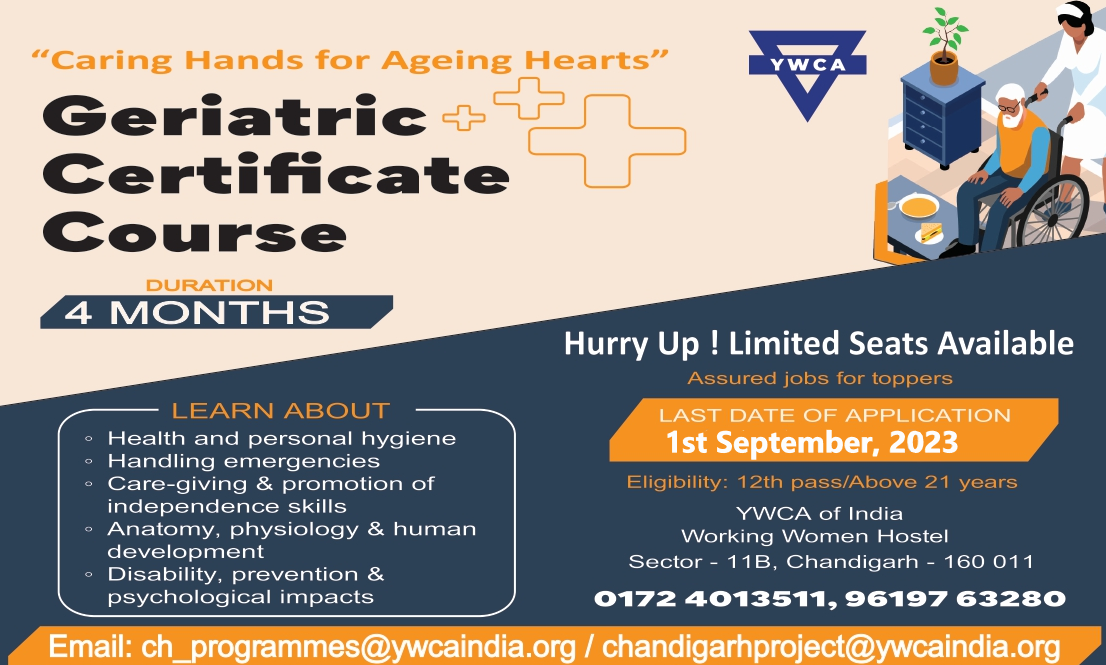 “Caring Hands for Ageing Hearts”
Geriatric
Certificate
Course
YWCA
DURATION
4 MONTHS
LEARN ABOUT
◦ Health and personal hygiene
◦ Handling emergencies
◦ Care-giving & promotion of
independence skills
◦ Anatomy, physiology & human
development
◦ Disability, prevention &
psychological impacts
Hurry Up ! Limited Seats Available
Assured jobs for toppers
LAST DATE OF APPLICATION
1st September, 2023
Eligibility: 12th pass/Above 21 years
YWCA of India
Working Women Hostel
Sector - 11B, Chandigarh - 160 011
0172 4013511, 96197 63280
Email: ch_programmes@ywcaindia.org / chandigarhproject@ywcaindia.org